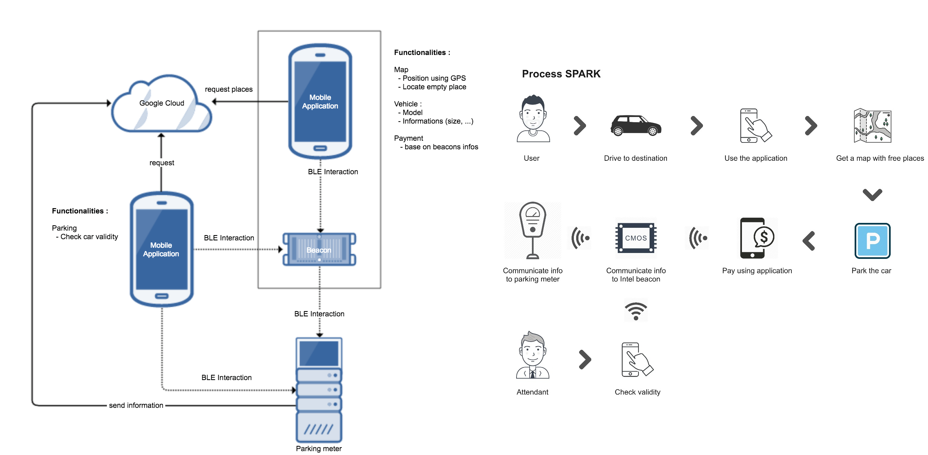 Google Cloud
request places
Mobile
Application
Functionalities :
Map
- Position using GPS
- Locate empty place
Vehicle :
- Model
- Informations (size, ...)
Payment
- base on beacons infos
BLE Interaction
request
Functionalities :
Parking
- Check car validity
Mobile
Application
BLE Interaction
Beacon
BLE Interaction
BLE Interaction
send information
Parking meter
Process SPARK
User
Drive to destination
Use the application
Get a map with free places
Communicate info
to parking meter
CMOS
Communicate info
to Intel beacon
$
Pay using application
P
Park the car
Attendant
Check validity